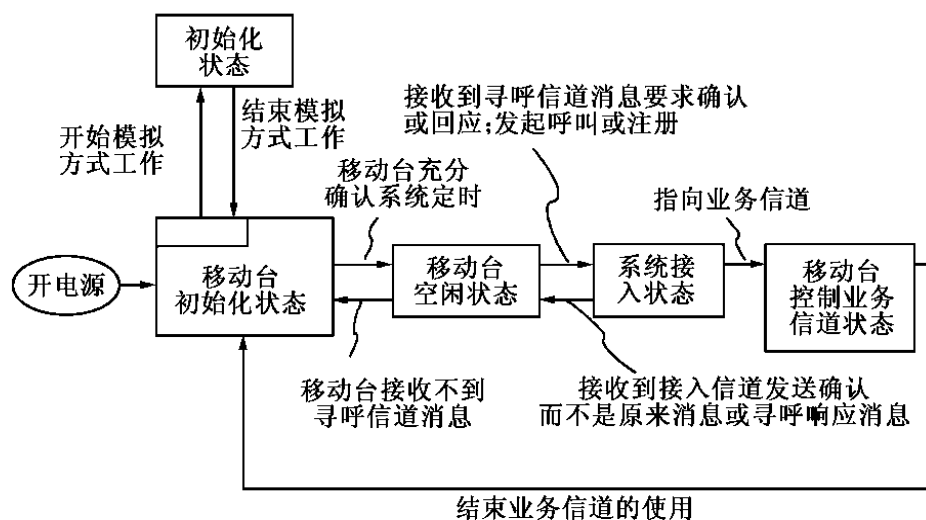 初始化
状态
开始模拟
方式工作
结束模拟
方式工作
接收到寻呼信道消息要求确认
或回应;发起呼叫或注册
移动台充分
确认系统定时
指向业务信道
开电源
移动台
初始化状态
移动台
空闲状态
系统接
入状态
移动台
控制业务
信道状态
移动台接收不到
寻呼信道消息
接收到接入信道发送确认
而不是原来消息或寻呼响应消息
结束业务信道的使用